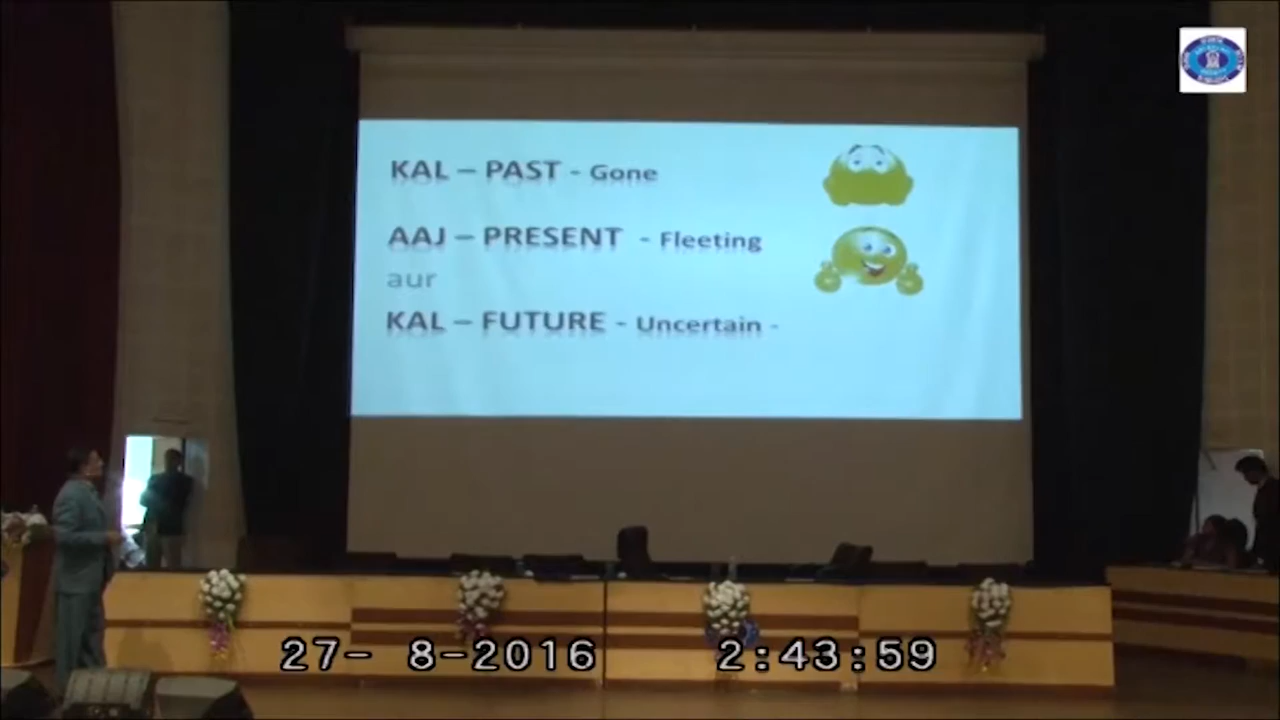 KAL – PAST - Gone
AAJ – PRESENT - Fleeting
aur
KAL – FUTURE - Uncertain -
27- 8-2016 2:43:59